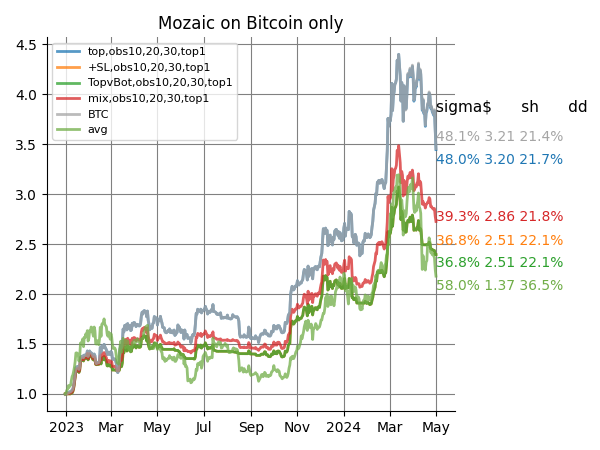 Mozaic on Bitcoin only
4.5
4.0
3.5
3.0
2.5
2.0
1.5
1.0
top,obs10,20,30,top1
+SL,obs10,20,30,top1
TopvBot,obs10,20,30,top1
mix,obs10,20,30,top1
BTC
avg
sigma$ sh dd
48.1% 3.21 21.4%
48.0% 3.20 21.7%
39.3% 2.86 21.8%
36.8% 2.51 22.1%
36.8% 2.51 22.1%
58.0% 1.37 36.5%
2023 Mar May Jul Sep Nov 2024 Mar May